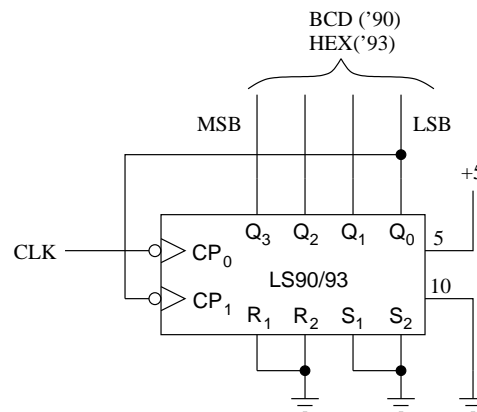 BCD ('90)
HEX('93)
MSB
LSB
+5
Q3 Q2 Q1 Q0
5
CLK
CP0
LS90/93
10
CP1
R1 R2 S1 S2